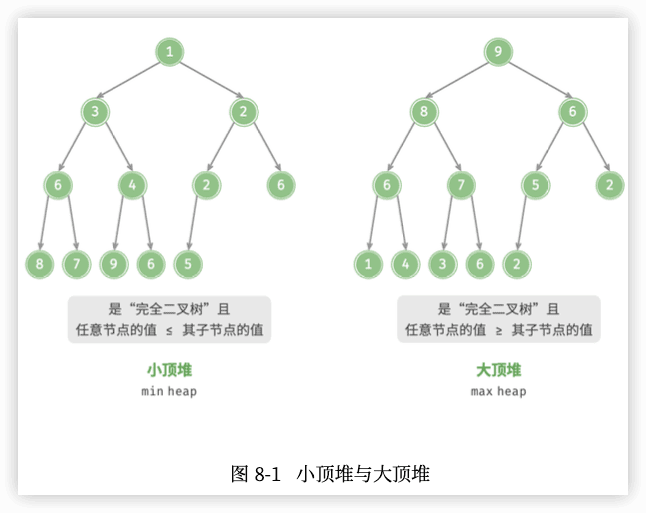 1 9
3 2 8 6
6 4 2 6 6 7 5 2
8 7 9 6 5 1 4 3 6 2
是“完全二叉树”且 是“完全二叉树”且
任意节点的值 ≤ 其子节点的值 任意节点的值 ≥ 其子节点的值
小顶堆 大顶堆
min heap max heap
图 8-1 小顶堆与大顶堆